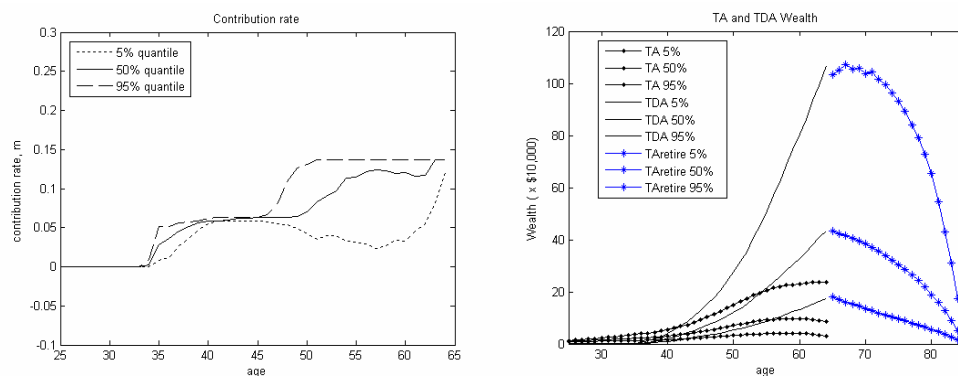 Contribution rate
0.3
0.25
0.2
0.15
0.1
0.05
0
-0.05
-0.1
contribution rate, m
5% quantile
50% quantile
95% quantile
25 30 35 40 45 50 55 60 65
age
TA and TDA Wealth
120
100
80
60
40
20
0
Wealth ( x $10,000)
TA 5%
TA 50%
TA 95%
TDA 5%
TDA 50%
TDA 95%
TAretire 5%
TAretire 50%
TAretire 95%
30 40 50 60 70 80
age